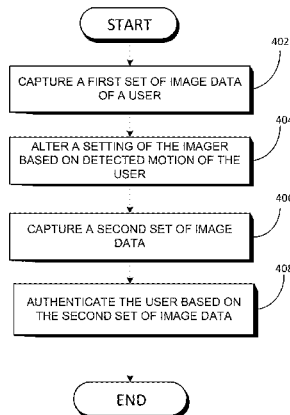 START
402
CAPTURE A FIRST SET OF IMAGE DATA
OF A USER
404
ALTER A SETTING OF THE IMAGER
BASED ON DETECTED MOTION OF THE
USER
406
CAPTURE A SECOND SET OF IMAGE
DATA
408
AUTHENTICATE THE USER BASED ON
THE SECOND SET OF IMAGE DATA
END